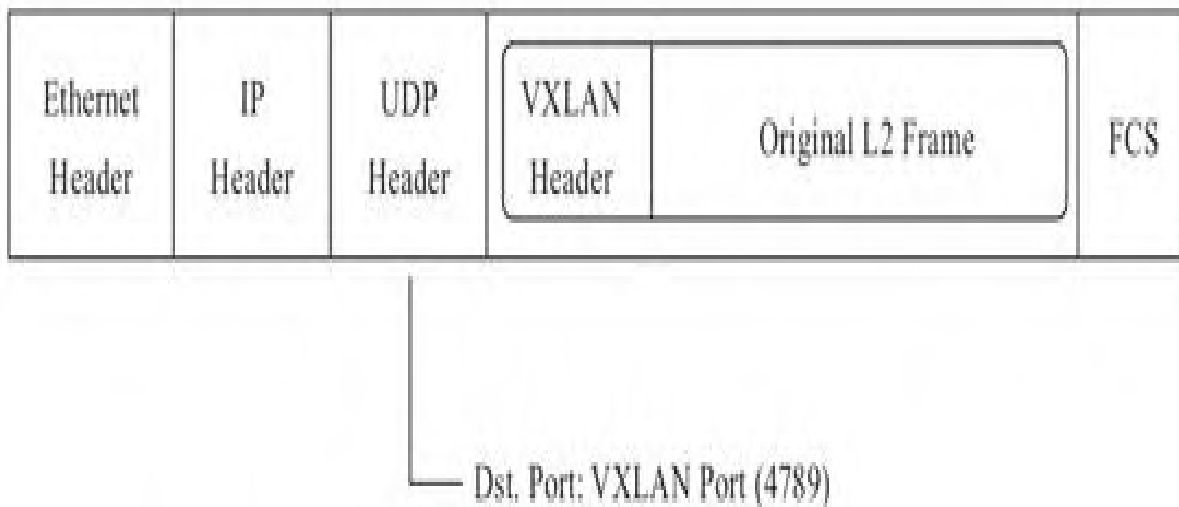 Ethernet
Header
IP
Header
UDP
Header
VXLAN
Header
Original L2 Frame
FCS
Dst. Port: VXLAN Port (4789)